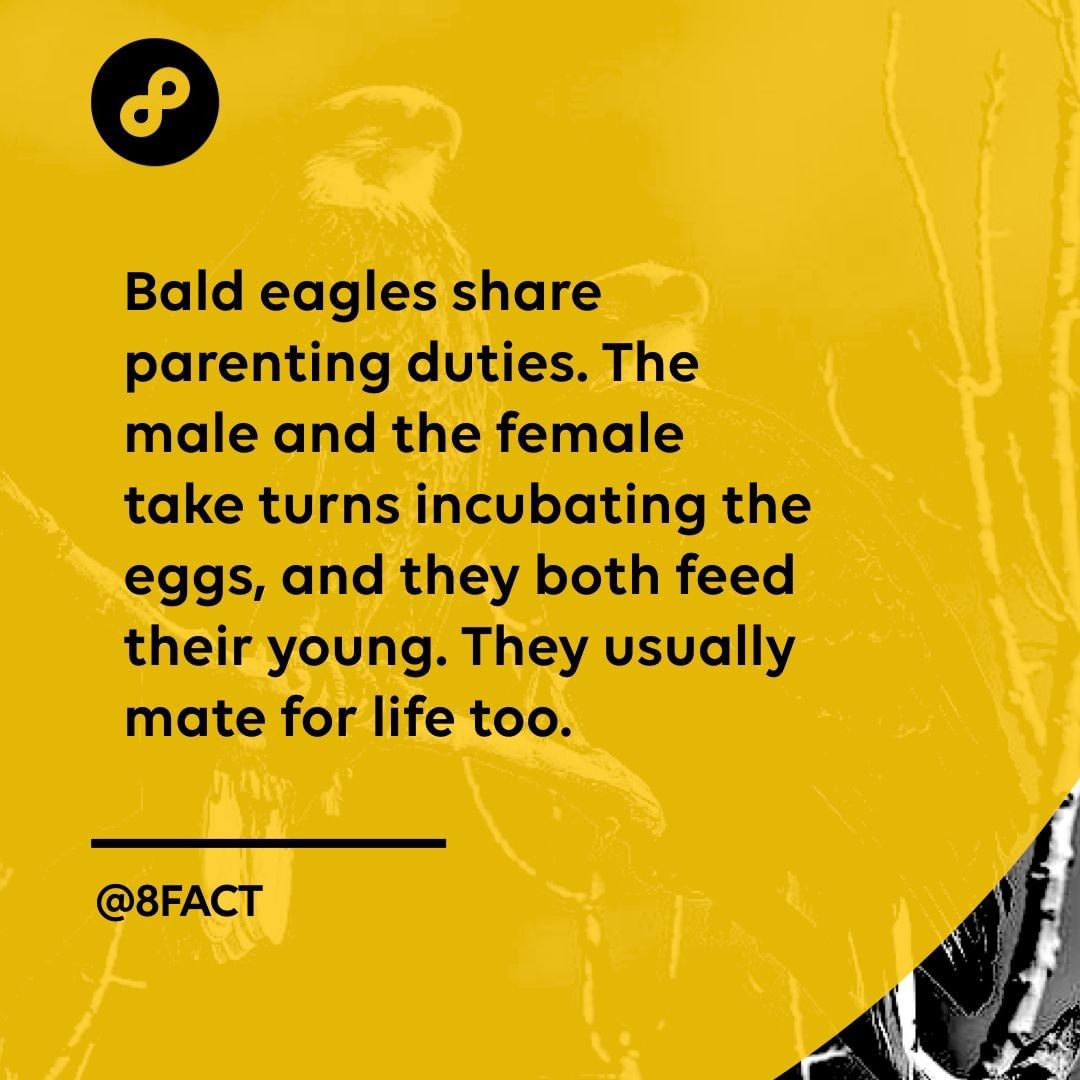 Bald eagles share
parenting duties. The
male and the female
take turns incubating the
eggs, and they both feed
their young. They usually
mate for life too.
@8FACT